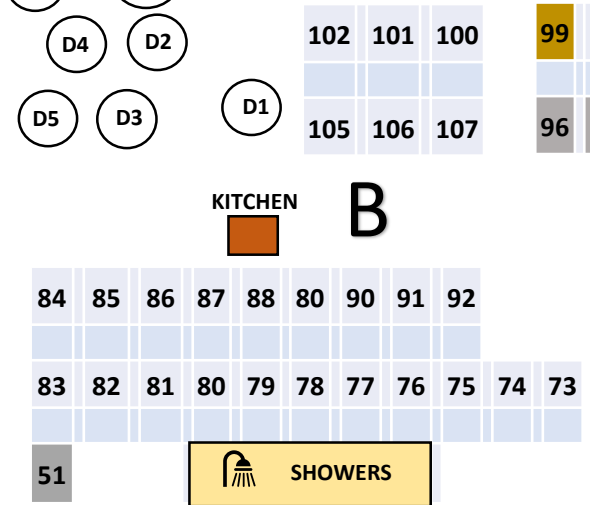 D4 D2 102 101 100 99
D5 D3 D1 105 106 107 96
KITCHEN B
84 85 86 87 88 80 90 91 92
83 82 81 80 79 78 77 76 75 74 73
51 SHOWERS